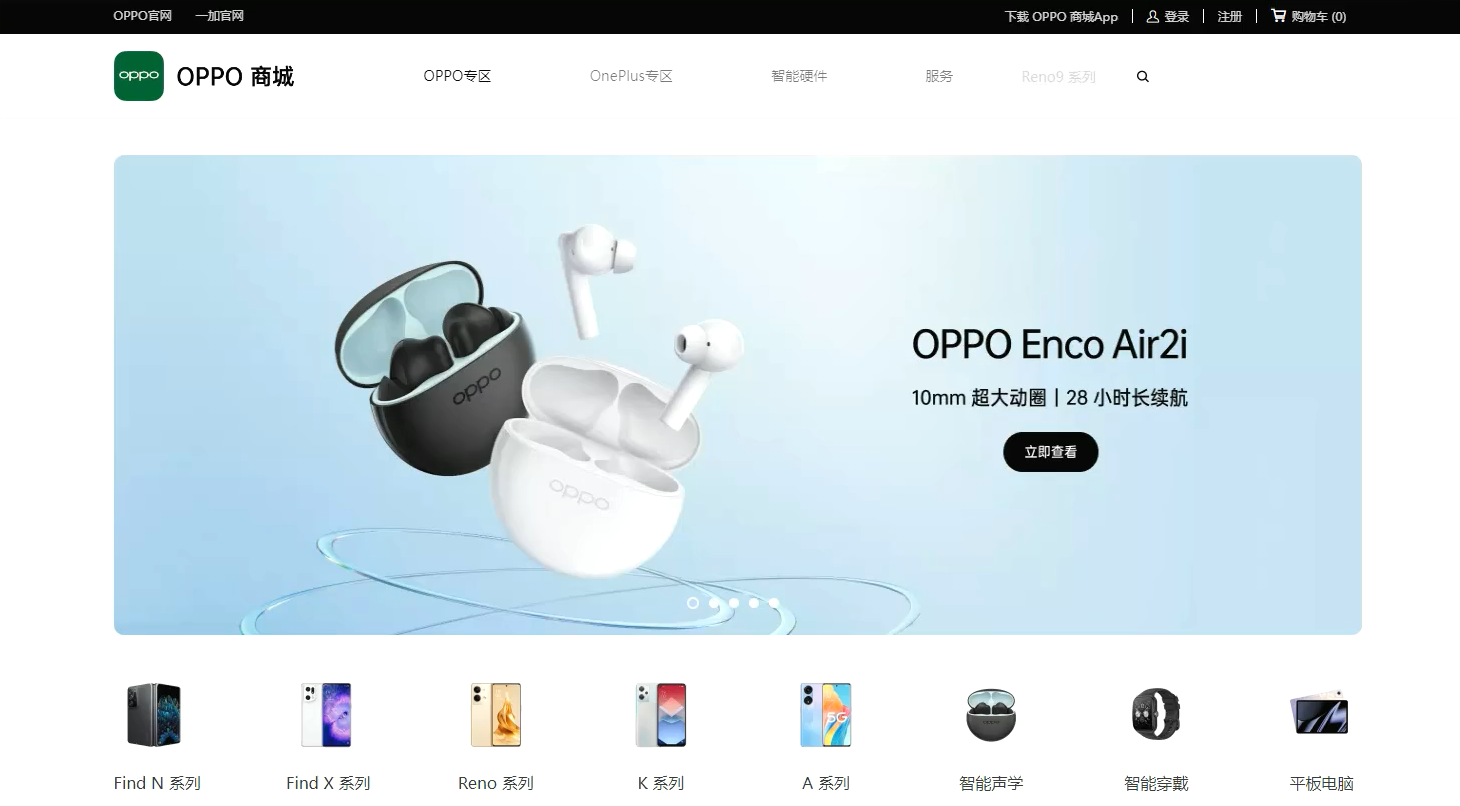 OPPO官网 一加官网 下载 OPPO 商城App 登录 注册 购物车 (0)
oppo OPPO 商城 OPPO专区 OnePlus专区 智能硬件 服务 Reno9 系列
OPPO Enco Air2i
10mm 超大动圈 | 28 小时长续航
立即查看
oppo
oppo
5G
Find N 系列 Find X 系列 Reno 系列 K 系列 A 系列 智能声学 智能穿戴 平板电脑